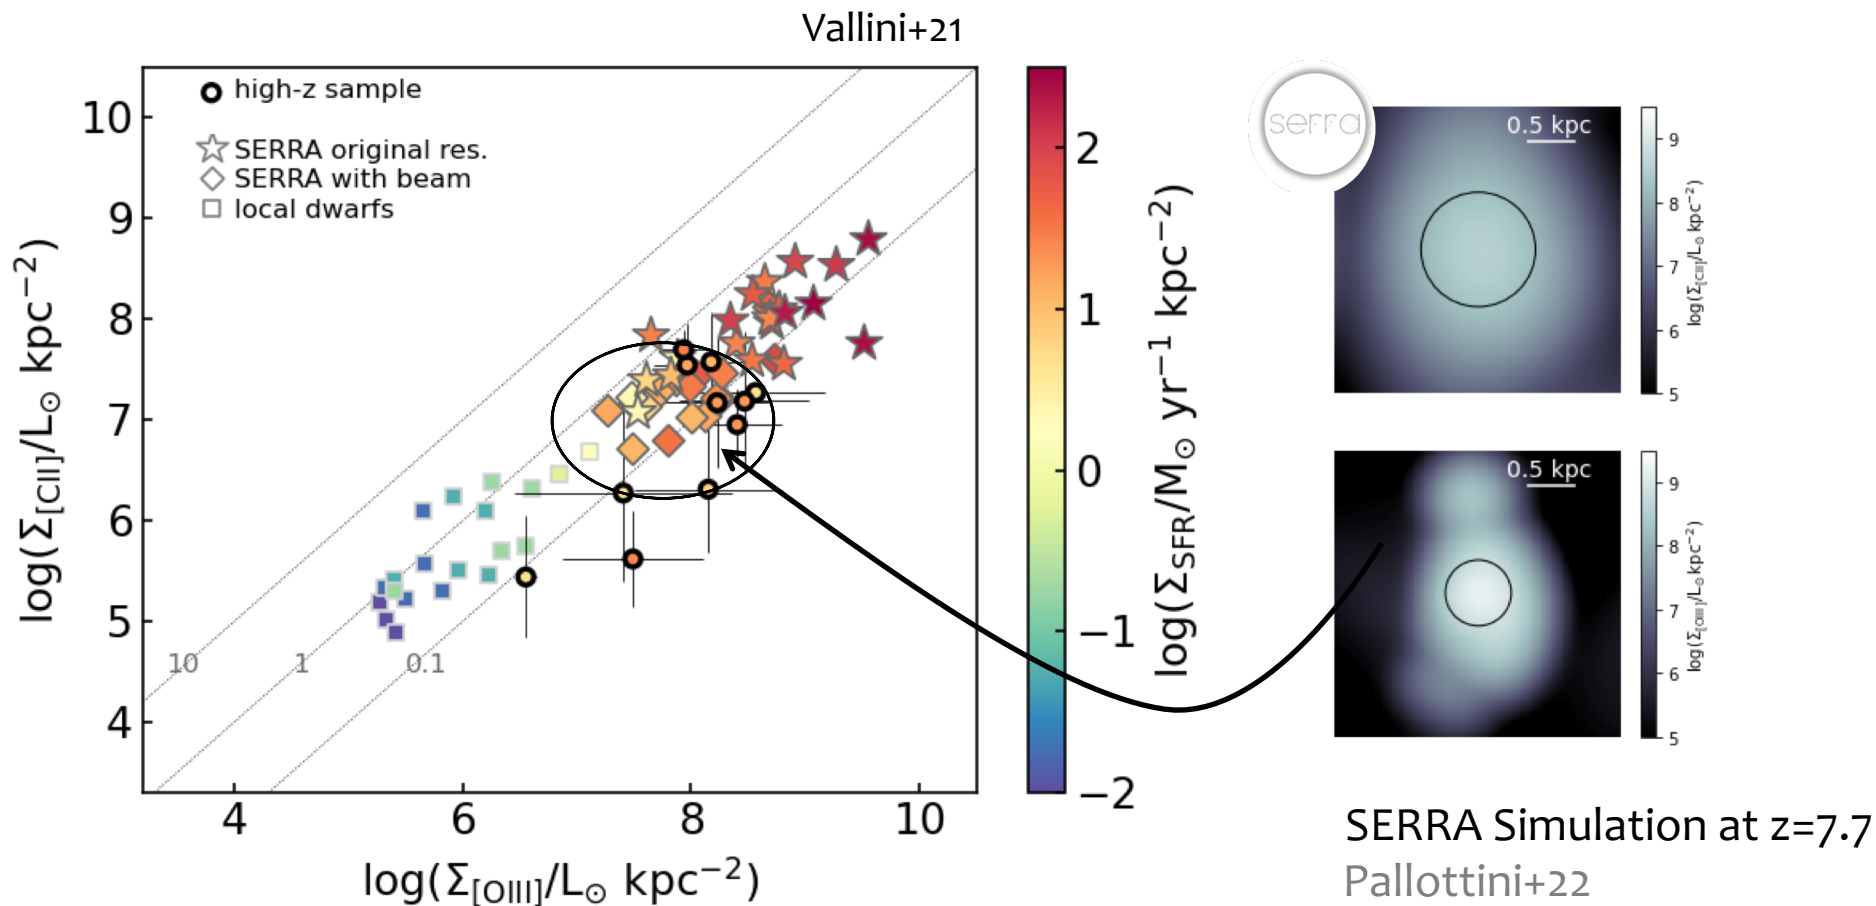 Vallini+21
high-z sample
SERRA original res.
SERRA with beam
local dwarfs
10
9
8
7
6
5
4
log(Σ[CII]/L⊙ kpc−2)
10
1
0.1
4
6
8
10
log(Σ[OIII]/L⊙ kpc−2)
2
1
0
−1
−2
log(ΣSFR/M⊙ yr−1 kpc−2)
serra
0.5 kpc
9
8
7
6
5
log(Σ[CII]/L⊙ kpc−2)
0.5 kpc
9
8
7
6
5
log(Σ[OIII]/L⊙ kpc−2)
SERRA Simulation at z=7.7
Pallottini+22